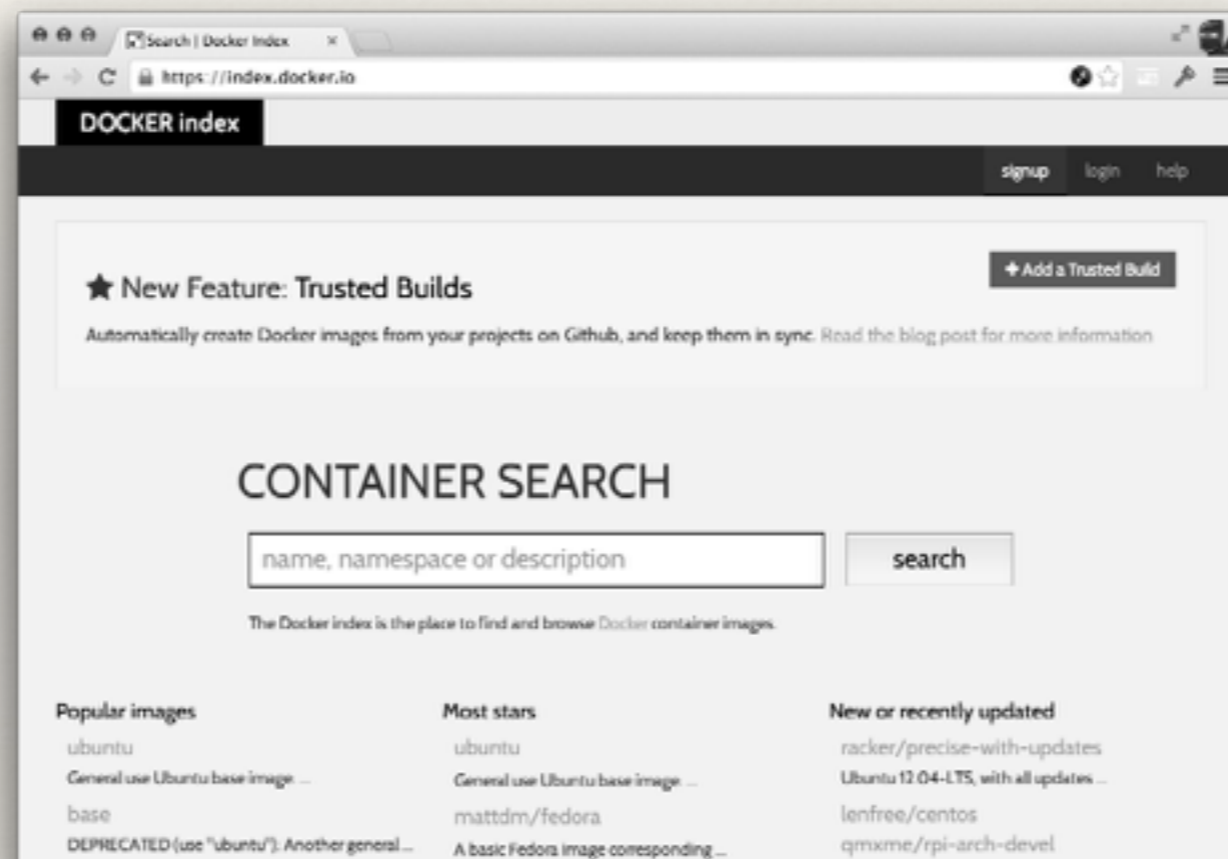 Search | Docker Index
https://index.docker.io
DOCKER index
signup login help
New Feature: Trusted Builds
Add a Trusted Build
Automatically create Docker images from your projects on Github, and keep them in sync. Read the blog post for more information
CONTAINER SEARCH
name, namespace or description
search
The Docker index is the place to find and browse Docker container images.
Popular images
ubuntu
General use Ubuntu base image. ...
base
DEPRECATED (use "ubuntu"): Another general ...
Most stars
ubuntu
General use Ubuntu base image. ...
mattdm/fedora
A basic Fedora image corresponding ...
New or recently updated
racker/precise-with-updates
Ubuntu 12.04-LTS, with all updates ...
lenfree/centos
qmxme/rpi-arch-devel